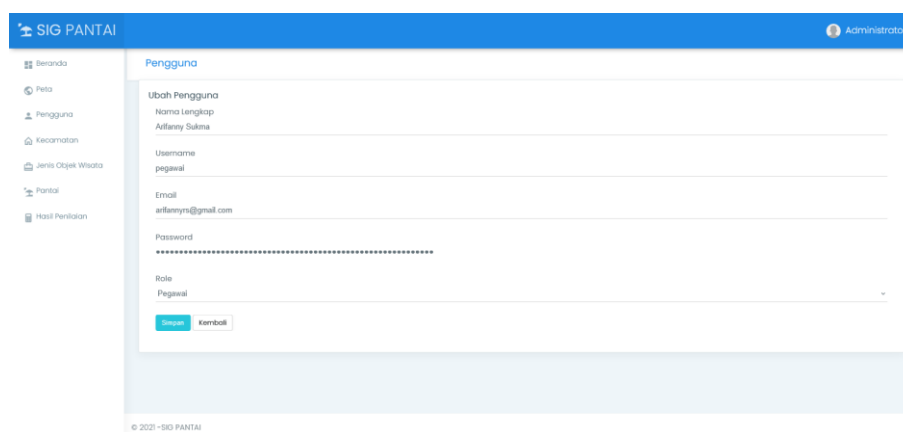 SIG PANTAI
Administrato
Beranda
Peta
Pengguna
Kecamatan
Jenis Objek Wisata
Pantai
Hasil Penilaian
Pengguna
Ubah Pengguna
Nama Lengkap
Arifanny Sukma
Username
pegawai
Email
arifannyrs@gmail.com
Password
Role
Pegawai
Simpan Kembali
© 2021 -SIG PANTAI